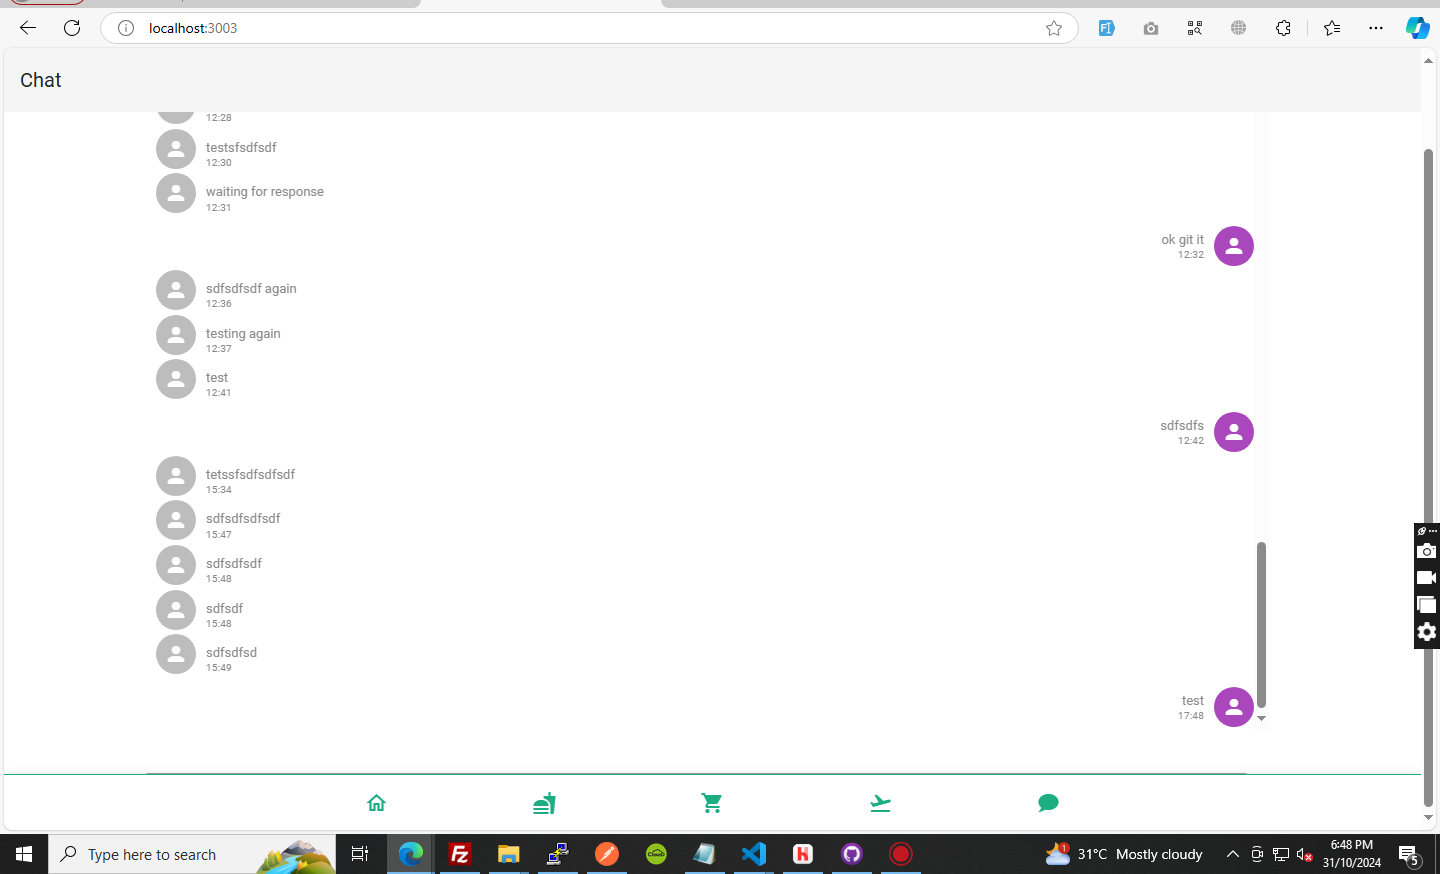 localhost:3003
Chat
12:28
testsfsdfsdf
12:30
waiting for response
12:31
ok git it
12:32
sdfsdfsdf again
12:36
testing again
12:37
test
12:41
sdfsdfs
12:42
tetssfsdfsdfsdf
15:34
sdfsdfsdfsdf
15:47
sdfsdfsdf
15:48
sdfsdf
15:48
sdfsdfsd
15:49
test
17:48
Type here to search
1
31°C Mostly cloudy
6:48 PM
31/10/2024
5